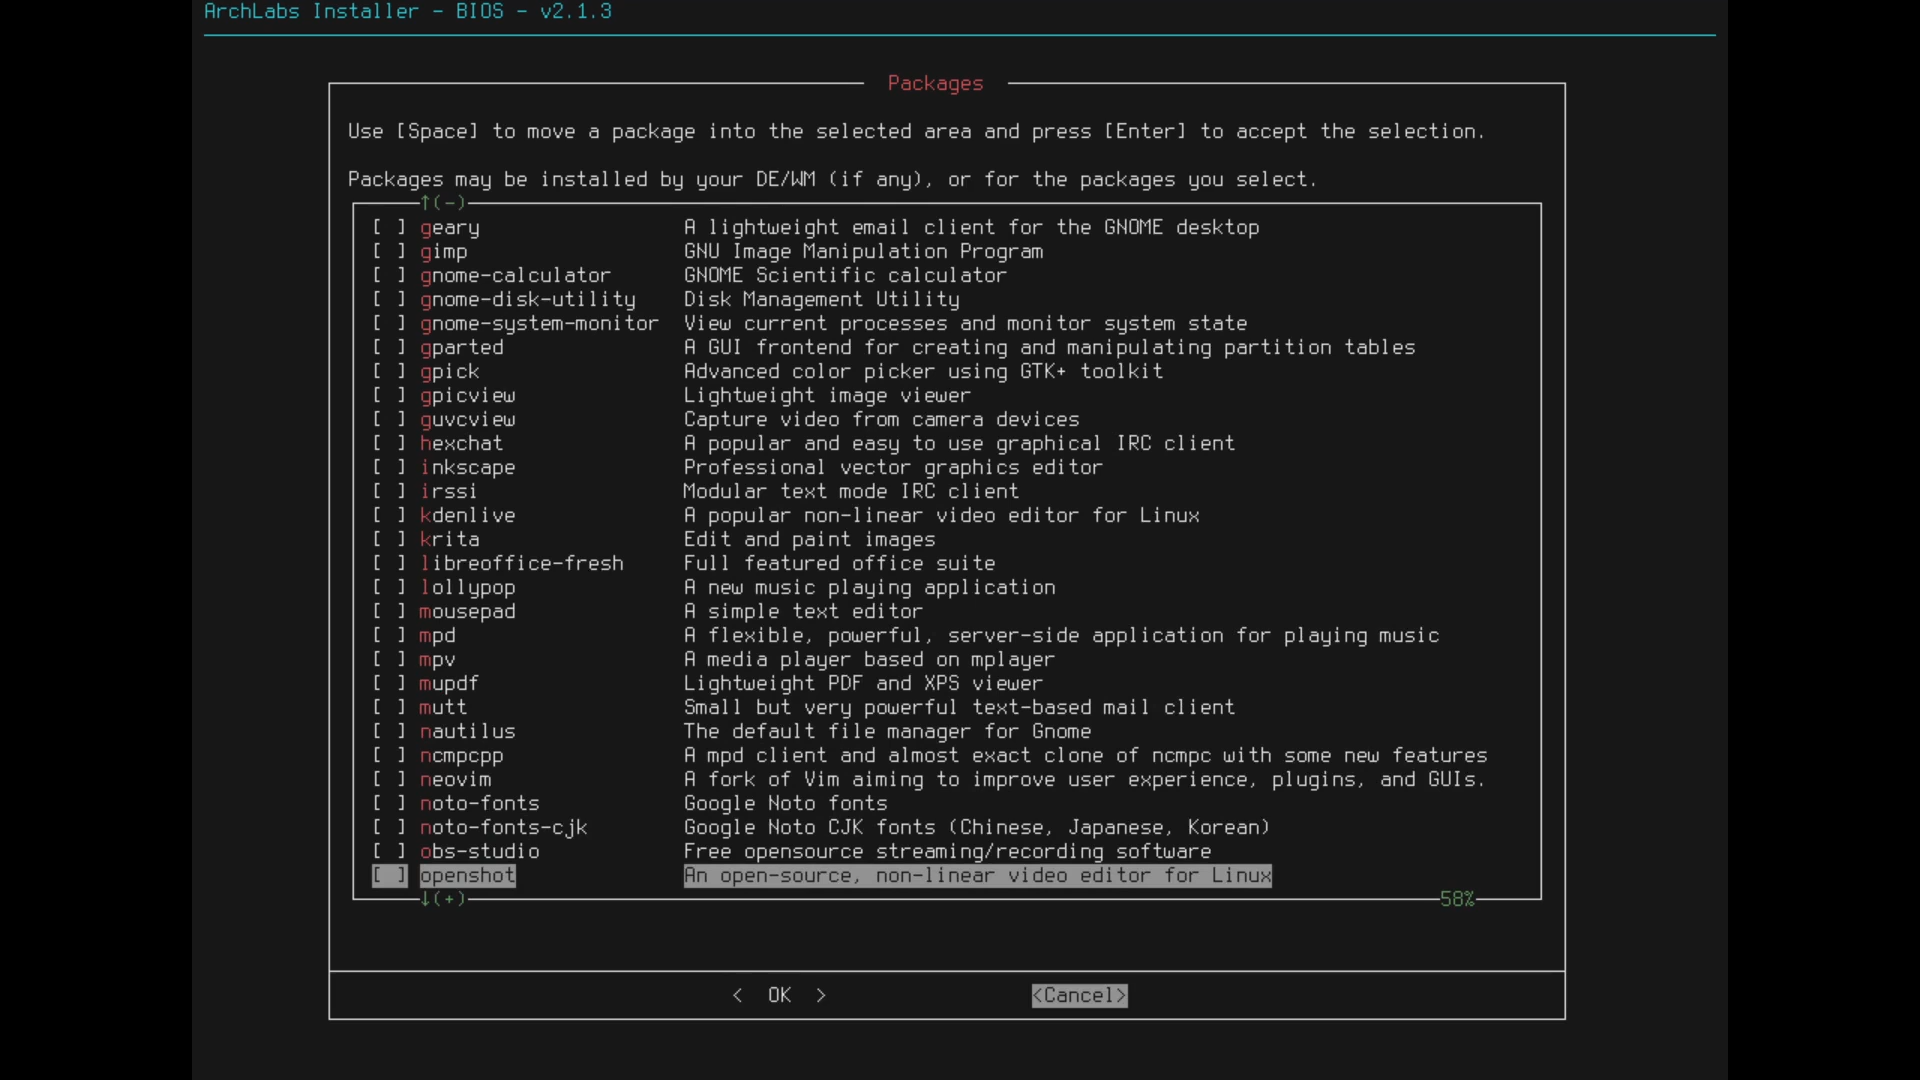 ArchLabs Installer - BIOS - v2.1.3
Packages
Use [Space] to move a package into the selected area and press [Enter] to accept the selection.
Packages may be installed by your DE/WM (if any), or for the packages you select.
↑(-)
[ ] geary A lightweight email client for the GNOME desktop
[ ] gimp GNU Image Manipulation Program
[ ] gnome-calculator GNOME Scientific calculator
[ ] gnome-disk-utility Disk Management Utility
[ ] gnome-system-monitor View current processes and monitor system state
[ ] gparted A GUI frontend for creating and manipulating partition tables
[ ] gpick Advanced color picker using GTK+ toolkit
[ ] gpicview Lightweight image viewer
[ ] guvcview Capture video from camera devices
[ ] hexchat A popular and easy to use graphical IRC client
[ ] inkscape Professional vector graphics editor
[ ] irssi Modular text mode IRC client
[ ] kdenlive A popular non-linear video editor for Linux
[ ] krita Edit and paint images
[ ] libreoffice-fresh Full featured office suite
[ ] lollypop A new music playing application
[ ] mousepad A simple text editor
[ ] mpd A flexible, powerful, server-side application for playing music
[ ] mpv A media player based on mplayer
[ ] mupdf Lightweight PDF and XPS viewer
[ ] mutt Small but very powerful text-based mail client
[ ] nautilus The default file manager for Gnome
[ ] ncmpcpp A mpd client and almost exact clone of ncmpc with some new features
[ ] neovim A fork of Vim aiming to improve user experience, plugins, and GUIs.
[ ] noto-fonts Google Noto fonts
[ ] noto-fonts-cjk Google Noto CJK fonts (Chinese, Japanese, Korean)
[ ] obs-studio Free opensource streaming/recording software
[ ] openshot An open-source, non-linear video editor for Linux
↓(+) 58%
< OK > <Cancel>